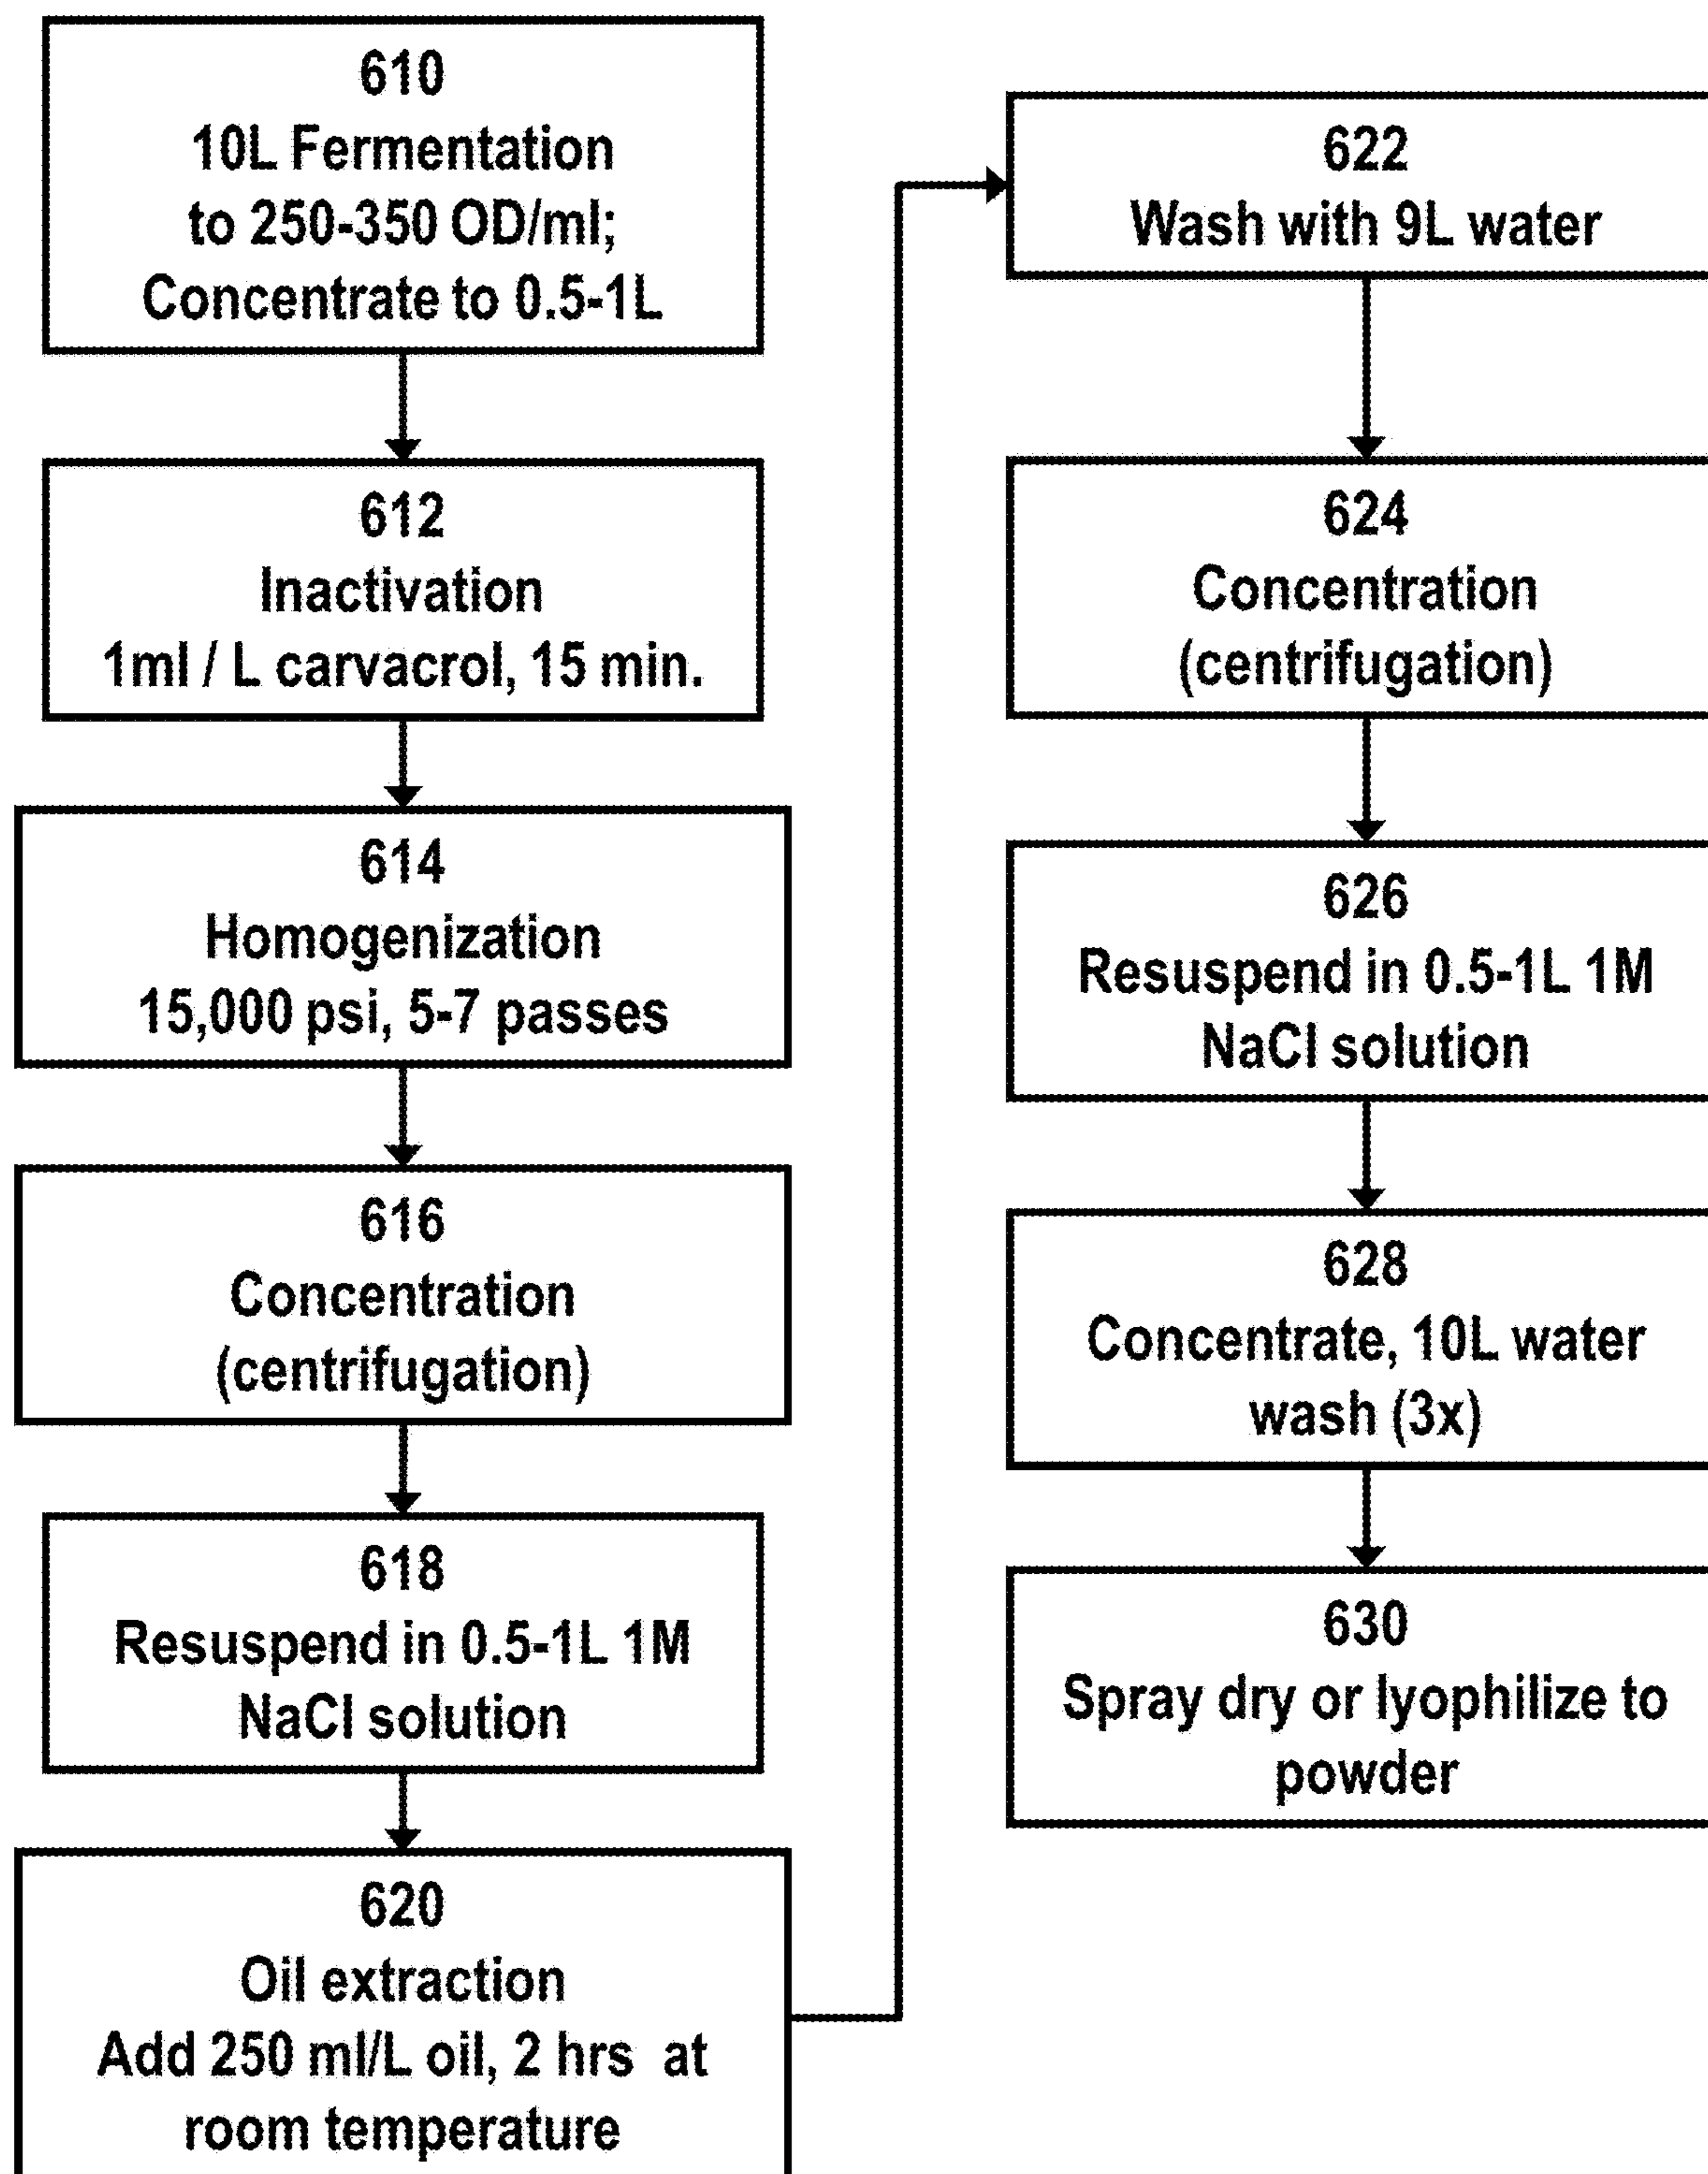 610
10L Fermentation
to 250-350 OD/ml;
Concentrate to 0.5-1L
612
Inactivation
1ml / L carvacrol, 15 min.
614
Homogenization
15,000 psi, 5-7 passes
616
Concentration
(centrifugation)
618
Resuspend in 0.5-1L 1M
NaCl solution
620
Oil extraction
Add 250 ml/L oil, 2 hrs at
room temperature
622
Wash with 9L water
624
Concentration
(centrifugation)
626
Resuspend in 0.5-1L 1M
NaCl solution
628
Concentrate, 10L water
wash (3x)
630
Spray dry or lyophilize to
powder